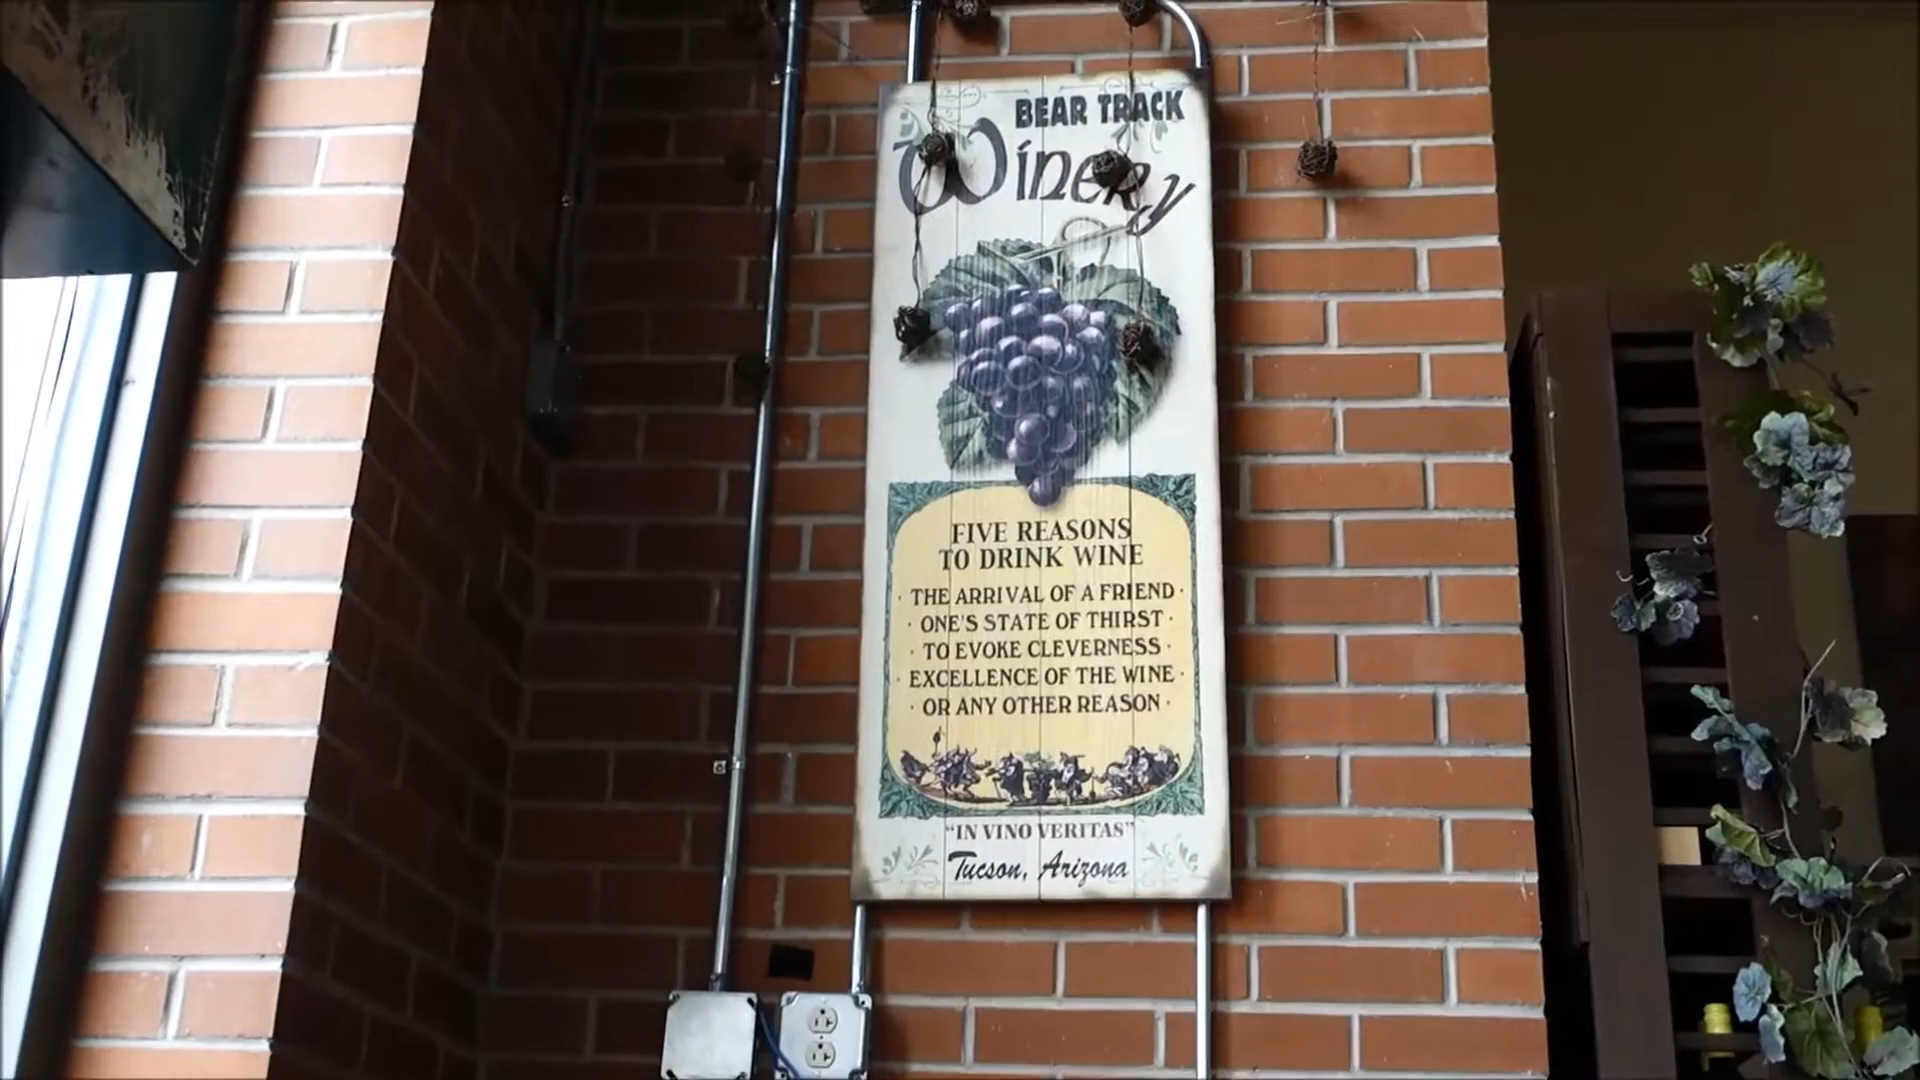 BEAR TRACK
Winery
FIVE REASONS
TO DRINK WINE
· THE ARRIVAL OF A FRIEND ·
· ONE'S STATE OF THIRST ·
· TO EVOKE CLEVERNESS ·
· EXCELLENCE OF THE WINE ·
· OR ANY OTHER REASON ·
"IN VINO VERITAS"
Tucson, Arizona